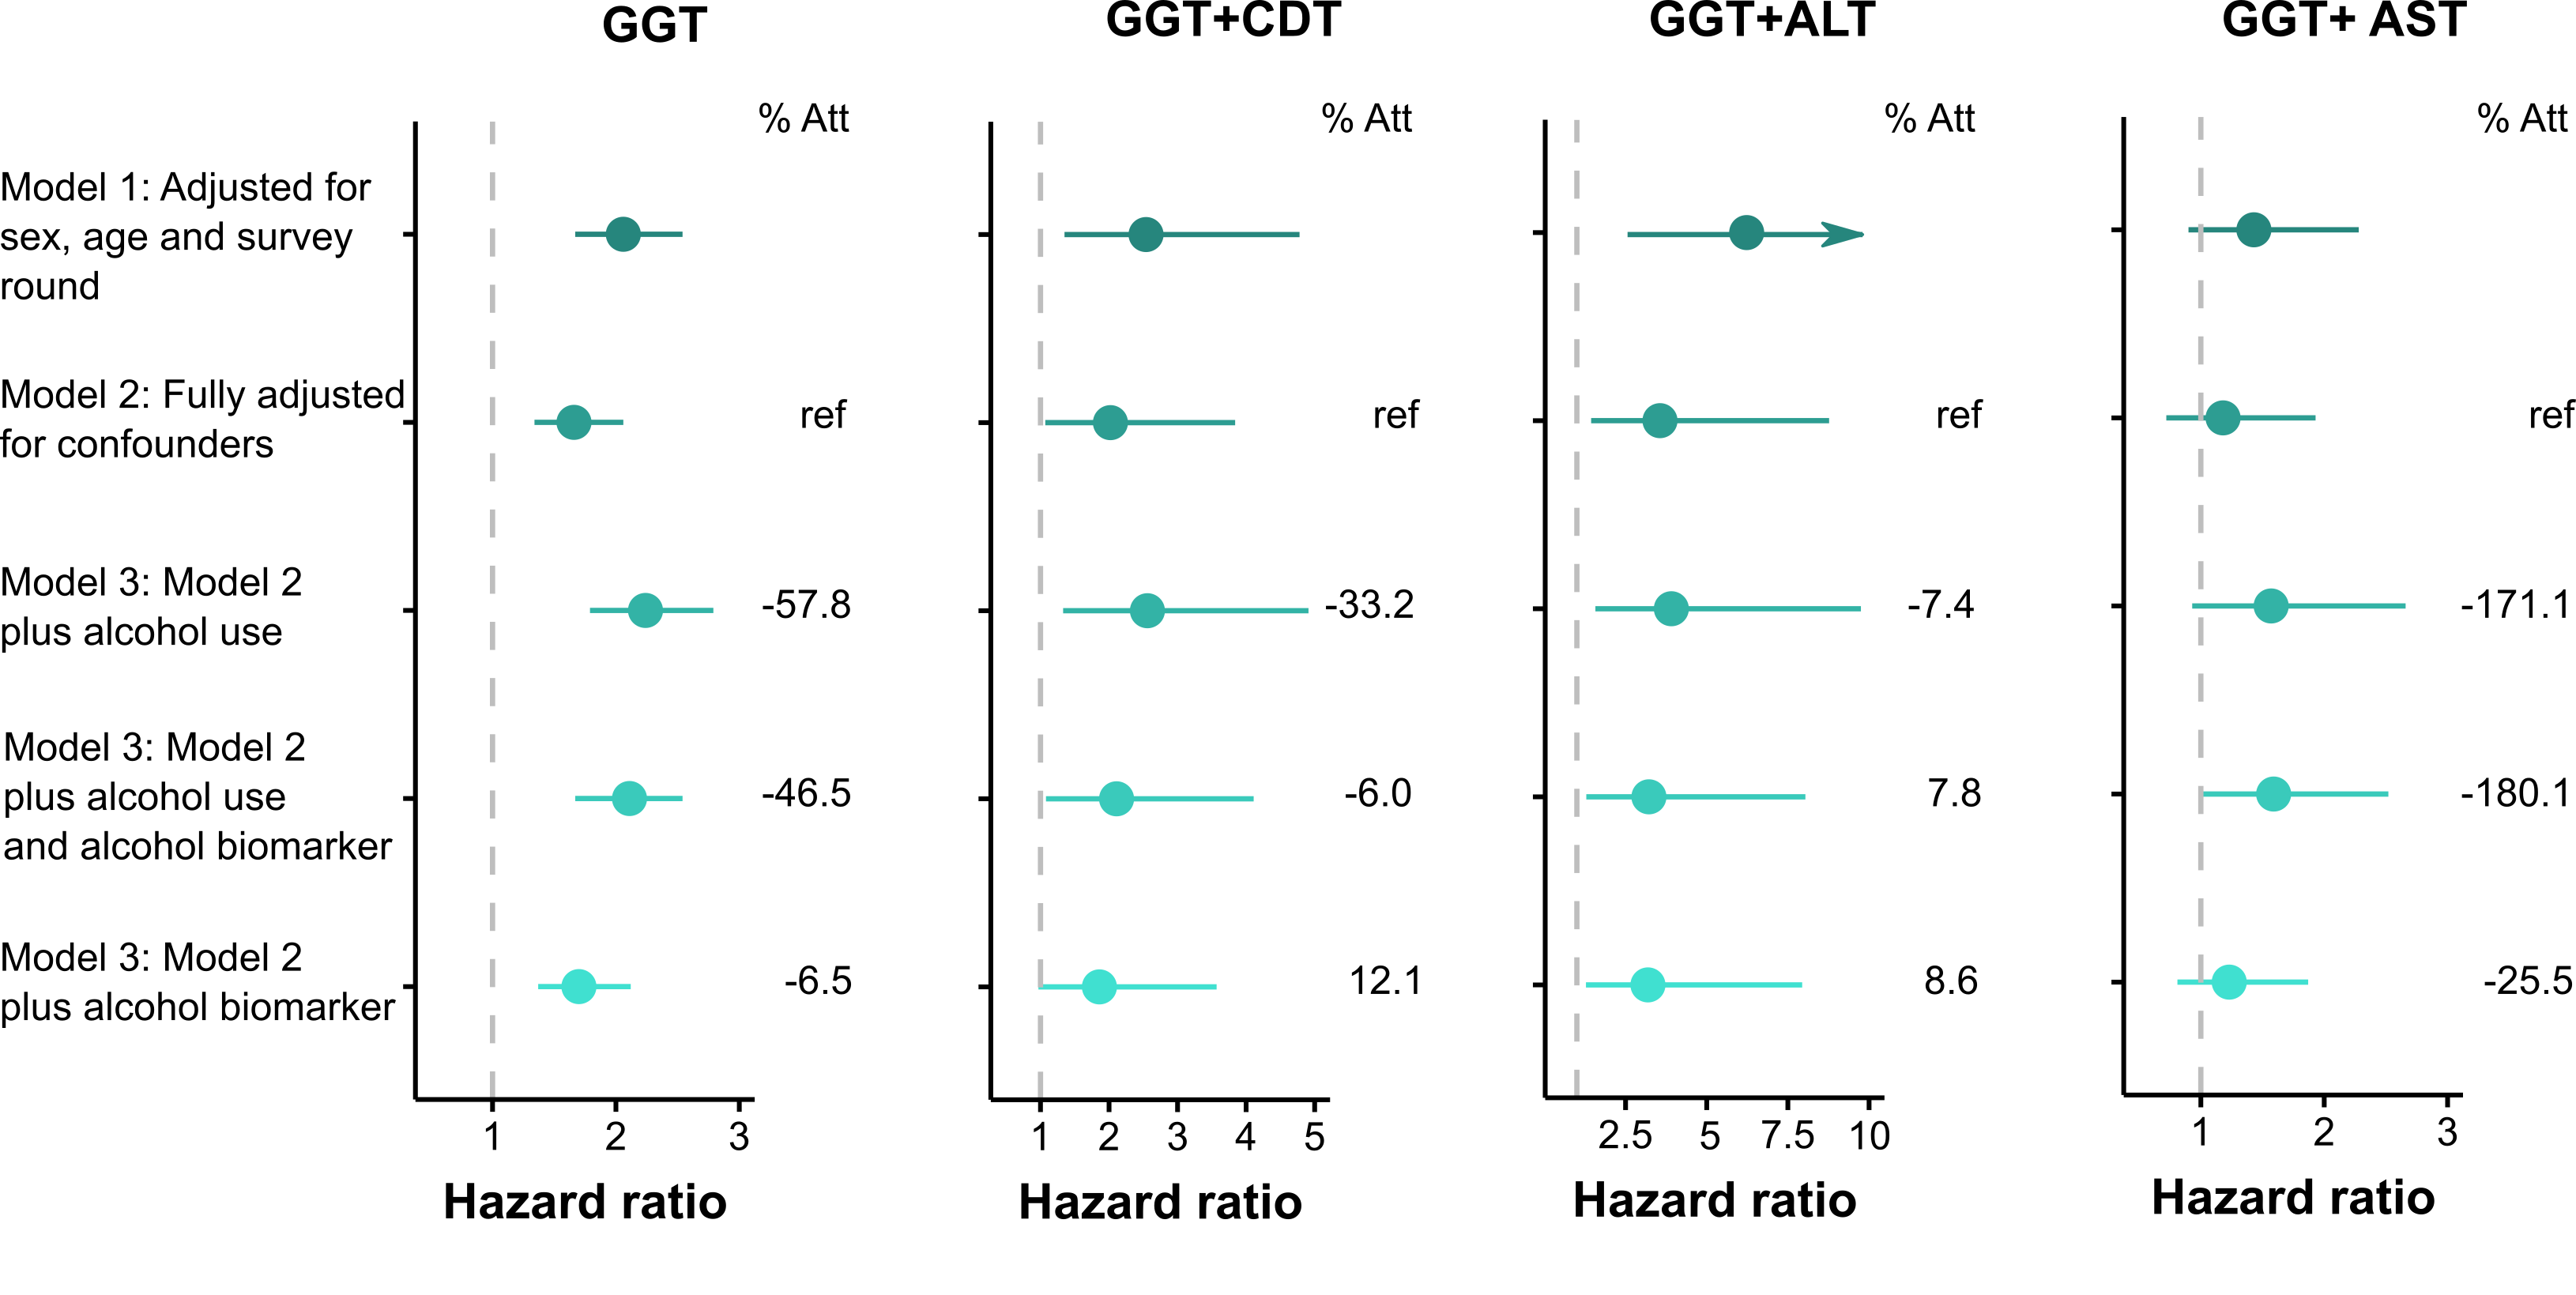 GGT
GGT+CDT
GGT+ALT
GGT+ AST
% Att
% Att
% Att
% Att
Model 1: Adjusted for
sex, age and survey
round
Model 2: Fully adjusted
for confounders
ref
ref
ref
ref
Model 3: Model 2
plus alcohol use
-57.8
-33.2
-7.4
-171.1
Model 3: Model 2
plus alcohol use
and alcohol biomarker
-46.5
-6.0
7.8
-180.1
Model 3: Model 2
plus alcohol biomarker
-6.5
12.1
8.6
-25.5
1 2 3
1 2 3 4 5
2.5 5 7.5 10
1 2 3
Hazard ratio
Hazard ratio
Hazard ratio
Hazard ratio